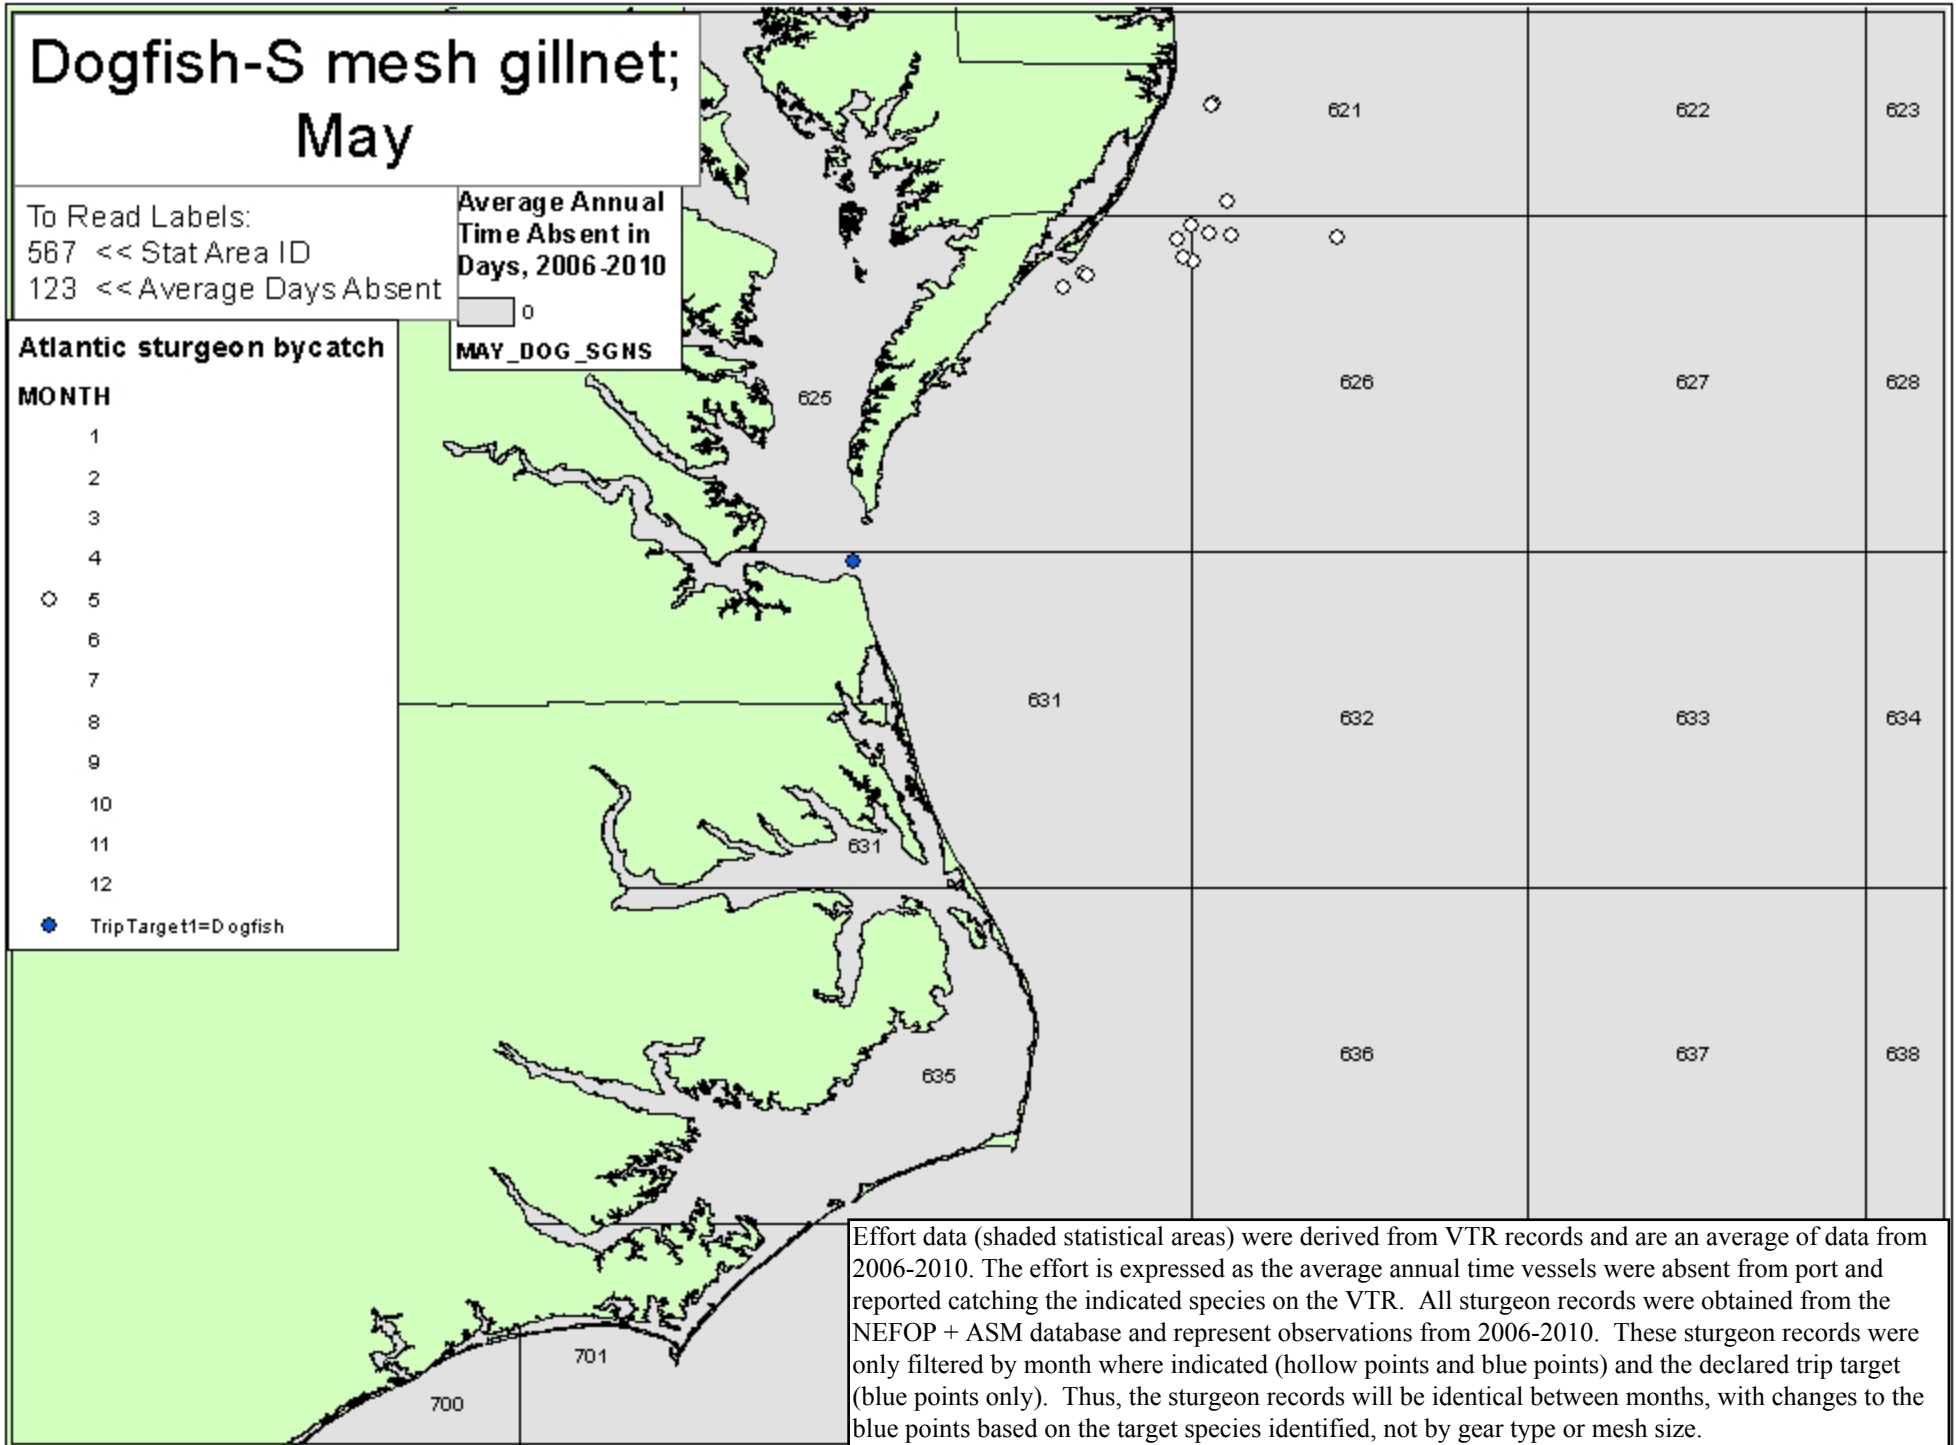 Dogfish-S mesh gillnet;
May
To Read Labels:
567 << Stat Area ID
123 <<Average Days Absent
Average Annual
Time Absent in
Days, 2006-2010
0
MAY_DOG_SGNS
Atlantic sturgeon bycatch
MONTH
1
2
3
4
5
6
7
8
9
10
11
12
TripTarget1=Dogfish
621
622
623
625
626
627
628
631
632
633
634
631
635
636
637
638
700
701
Effort data (shaded statistical areas) were derived from VTR records and are an average of data from
2006-2010. The effort is expressed as the average annual time vessels were absent from port and
reported catching the indicated species on the VTR.  All sturgeon records were obtained from the
NEFOP + ASM database and represent observations from 2006-2010.  These sturgeon records were
only filtered by month where indicated (hollow points and blue points) and the declared trip target
(blue points only).  Thus, the sturgeon records will be identical between months, with changes to the
blue points based on the target species identified, not by gear type or mesh size.